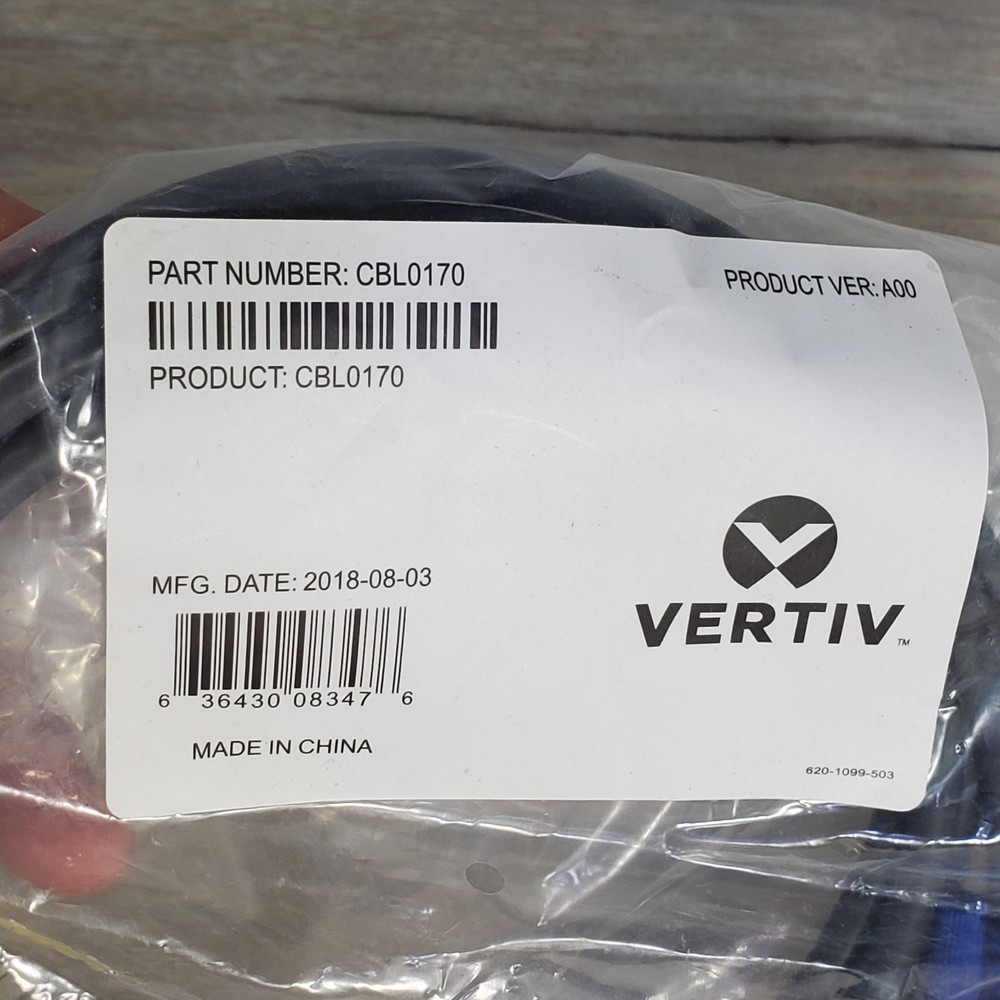 PART NUMBER: CBL0170
PRODUCT VER: A00
PRODUCT: CBL0170
MFG. DATE: 2018-08-03
VERTIV™
6 36430 08347 6
MADE IN CHINA
620-1099-503